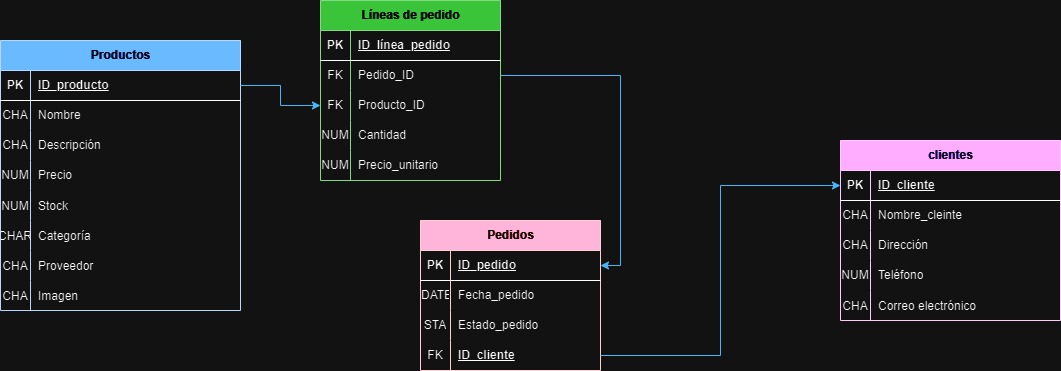 Productos
PK ID_producto
CHA Nombre
CHA Descripción
NUM Precio
NUM Stock
CHAR Categoría
CHA Proveedor
CHA Imagen
Líneas de pedido
PK ID_línea_pedido
FK Pedido_ID
FK Producto_ID
NUM Cantidad
NUM Precio_unitario
Pedidos
PK ID_pedido
DATE Fecha_pedido
STA Estado_pedido
FK ID_cliente
clientes
PK ID_cliente
CHA Nombre_cleinte
CHA Dirección
NUM Teléfono
CHA Correo electrónico